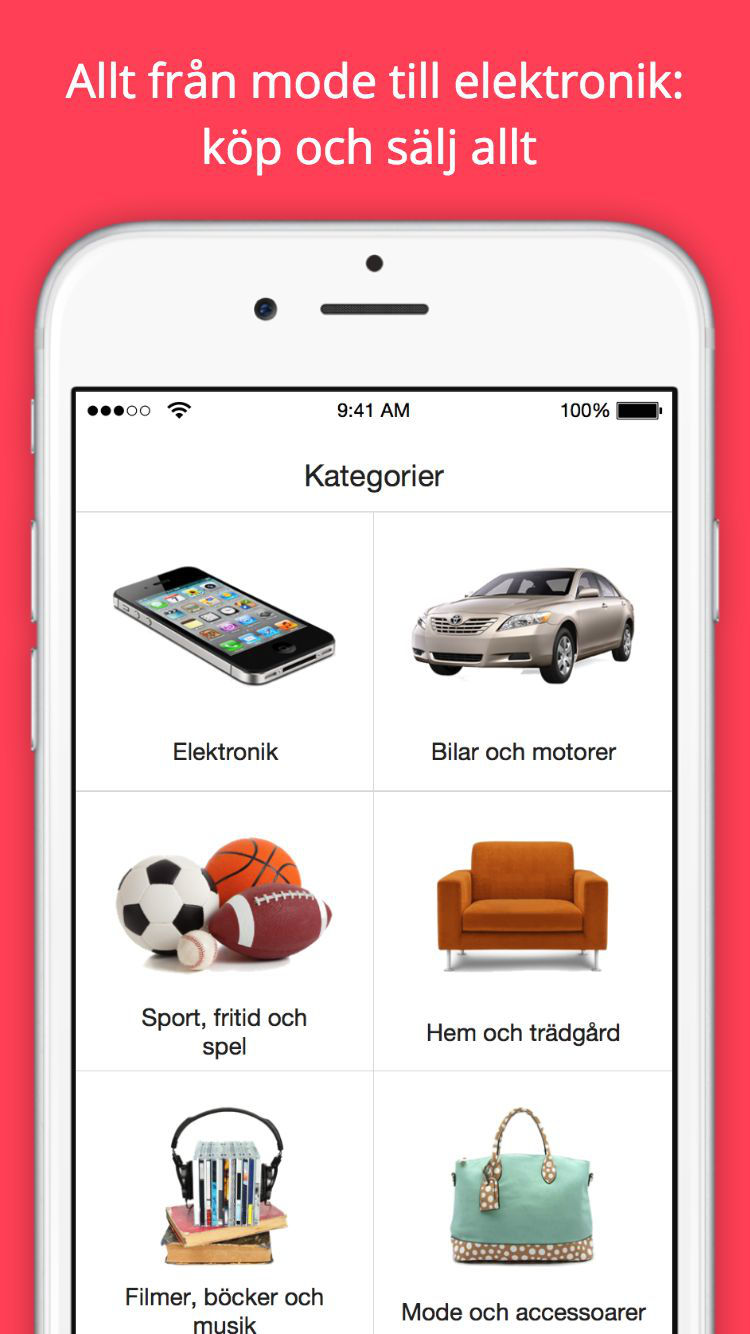 Allt från mode till elektronik:
köp och sälj allt
9:41 AM
100%
Kategorier
Elektronik
Bilar och motorer
Sport, fritid och
spel
Hem och trädgård
Filmer, böcker och
musik
Mode och accessoarer